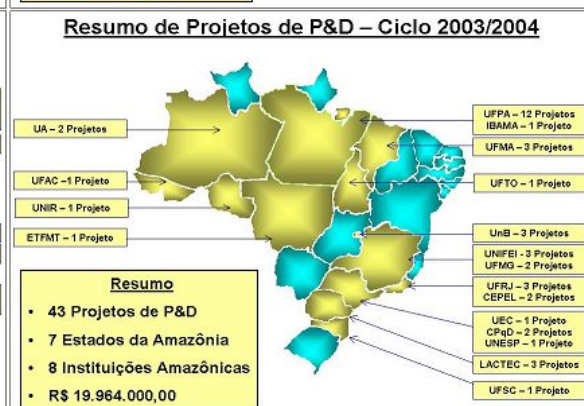 Resumo de Projetos de P&D – Ciclo 2003/2004
UA – 2 Projetos
UFAC –1 Projeto
UNIR – 1 Projeto
ETFMT – 1 Projeto
UFPA – 12 Projetos
IBAMA – 1 Projeto
UFMA – 3 Projetos
UFTO – 1 Projeto
UnB – 3 Projetos
UNIFEI - 3 Projetos
UFMG – 2 Projetos
UFRJ – 3 Projetos
CEPEL – 2 Projetos
UEC – 1 Projeto
CPqD – 2 Projetos
UNESP – 1 Projeto
LACTEC – 3 Projetos
UFSC – 1 Projeto
Resumo
• 43 Projetos de P&D
• 7 Estados da Amazônia
• 8 Instituições Amazônicas
• R$ 19.964.000,00